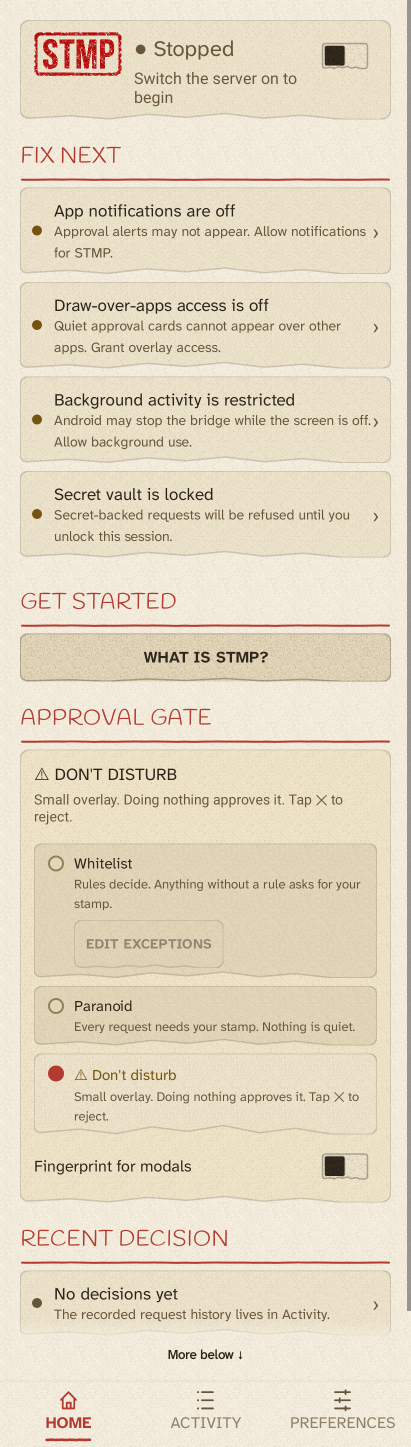 STMP
● Stopped
Switch the server on to
begin
FIX NEXT
App notifications are off
Approval alerts may not appear. Allow notifications
for STMP.
Draw-over-apps access is off
Quiet approval cards cannot appear over other
apps. Grant overlay access.
Background activity is restricted
Android may stop the bridge while the screen is off.
Allow background use.
Secret vault is locked
Secret-backed requests will be refused until you
unlock this session.
GET STARTED
WHAT IS STMP?
APPROVAL GATE
⚠ DON'T DISTURB
Small overlay. Doing nothing approves it. Tap ✕ to
reject.
Whitelist
Rules decide. Anything without a rule asks for your
stamp.
EDIT EXCEPTIONS
Paranoid
Every request needs your stamp. Nothing is quiet.
⚠ Don't disturb
Small overlay. Doing nothing approves it. Tap ✕ to
reject.
Fingerprint for modals
RECENT DECISION
No decisions yet
The recorded request history lives in Activity.
More below ↓
HOME
ACTIVITY
PREFERENCES